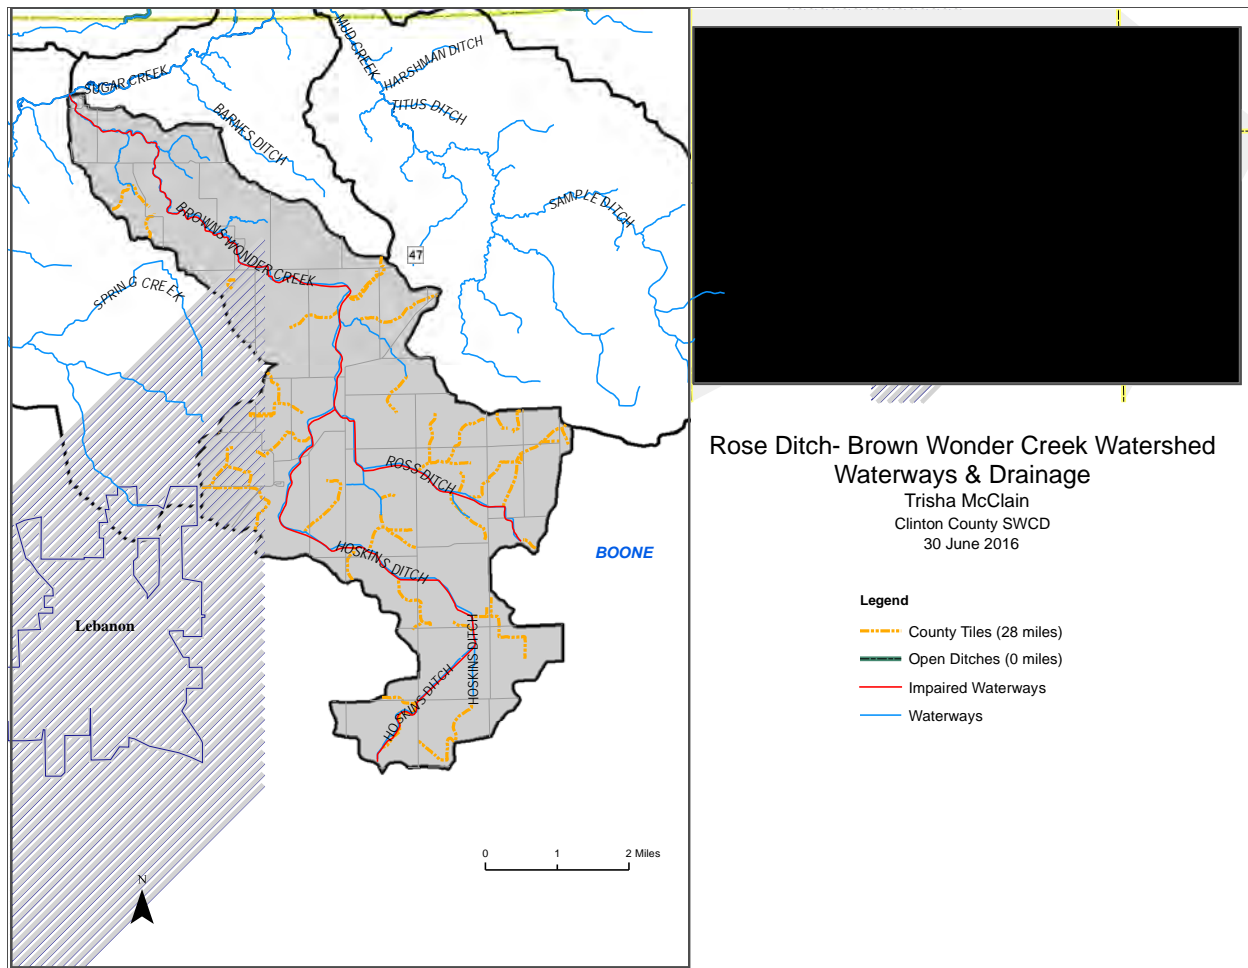 SUGAR CREEK
MUD CREEK
HARSHMAN DITCH
TITUS DITCH
BARNES DITCH
SAMPLE DITCH
BROWNS WONDER CREEK
47
SPRING CREEK
ROSS DITCH
HOSKINS DITCH
BOONE
Lebanon
HOSKINS DITCH
HOSKINS DITCH
0 1 2 Miles
N
Rose Ditch- Brown Wonder Creek Watershed
Waterways & Drainage
Trisha McClain
Clinton County SWCD
30 June 2016
Legend
County Tiles (28 miles)
Open Ditches (0 miles)
Impaired Waterways
Waterways